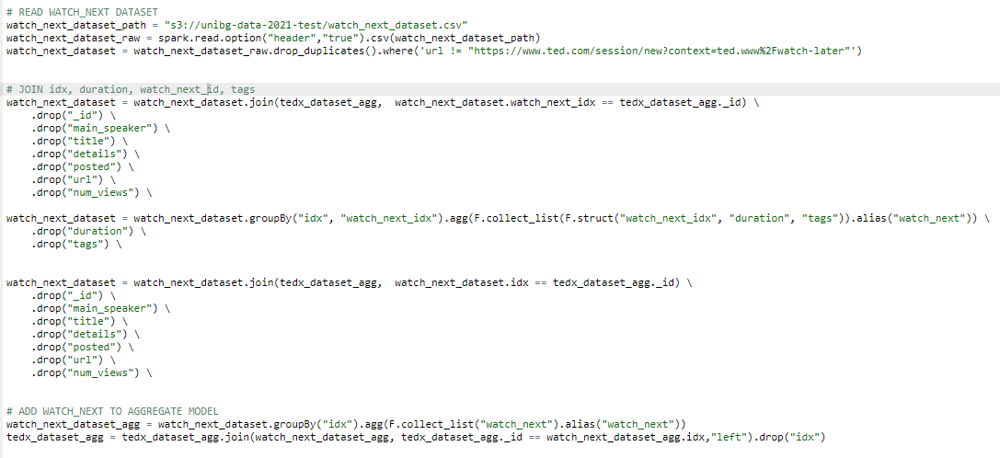 # READ WATCH_NEXT DATASET
watch_next_dataset_path = "s3://unibg-data-2021-test/watch_next_dataset.csv"
watch_next_dataset_raw = spark.read.option("header","true").csv(watch_next_dataset_path)
watch_next_dataset = watch_next_dataset_raw.drop_duplicates().where('url != "https://www.ted.com/session/new?context=ted.www%2Fwatch-later"')
# JOIN idx, duration, watch_next_id, tags
watch_next_dataset = watch_next_dataset.join(tedx_dataset_agg,  watch_next_dataset.watch_next_idx == tedx_dataset_agg._id) \
    .drop("_id") \
    .drop("main_speaker") \
    .drop("title") \
    .drop("details") \
    .drop("posted") \
    .drop("url") \
    .drop("num_views") \
watch_next_dataset = watch_next_dataset.groupBy("idx", "watch_next_idx").agg(F.collect_list(F.struct("watch_next_idx", "duration", "tags")).alias("watch_next")) \
    .drop("duration") \
    .drop("tags") \
watch_next_dataset = watch_next_dataset.join(tedx_dataset_agg,  watch_next_dataset.idx == tedx_dataset_agg._id) \
    .drop("_id") \
    .drop("main_speaker") \
    .drop("title") \
    .drop("details") \
    .drop("posted") \
    .drop("url") \
    .drop("num_views") \
# ADD WATCH_NEXT TO AGGREGATE MODEL
watch_next_dataset_agg = watch_next_dataset.groupBy("idx").agg(F.collect_list("watch_next").alias("watch_next"))
tedx_dataset_agg = tedx_dataset_agg.join(watch_next_dataset_agg, tedx_dataset_agg._id == watch_next_dataset_agg.idx,"left").drop("idx")